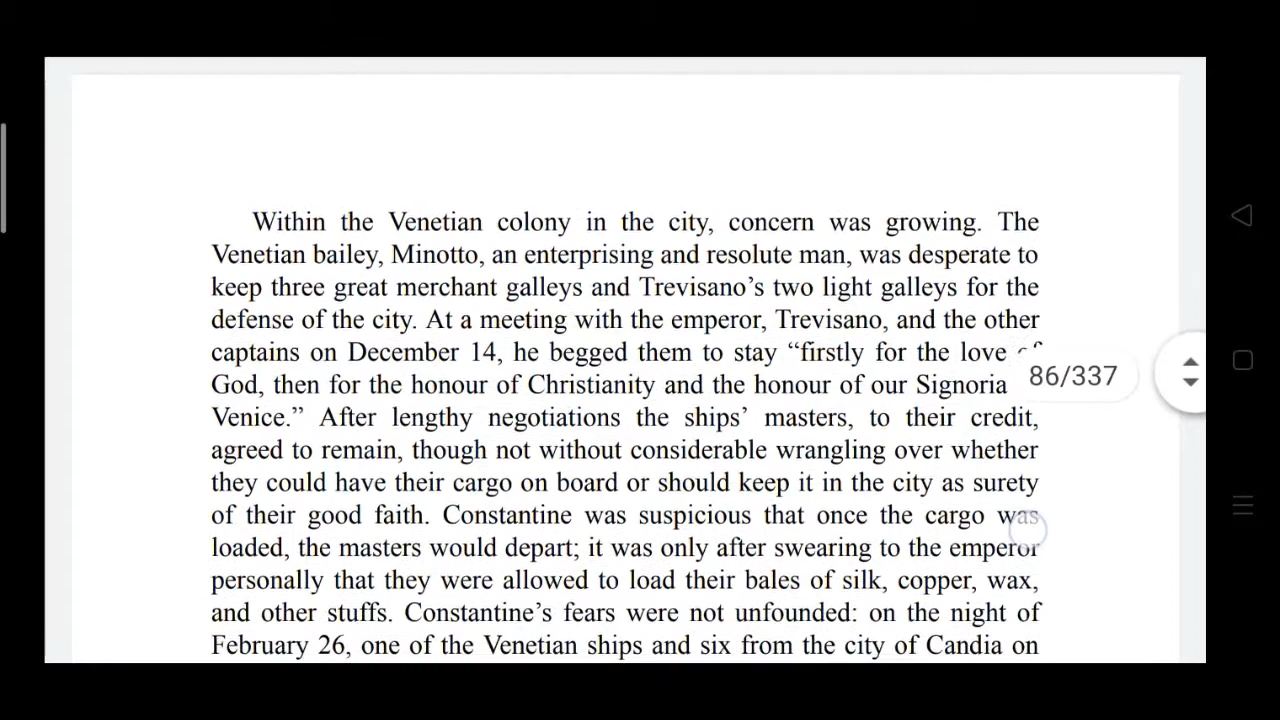 Within the Venetian colony in the city, concern was growing. The
Venetian bailey, Minotto, an enterprising and resolute man, was desperate to
keep three great merchant galleys and Trevisano’s two light galleys for the
defense of the city. At a meeting with the emperor, Trevisano, and the other
captains on December 14, he begged them to stay “firstly for the love of
God, then for the honour of Christianity and the honour of our Signoria
86/337
Venice.” After lengthy negotiations the ships’ masters, to their credit,
agreed to remain, though not without considerable wrangling over whether
they could have their cargo on board or should keep it in the city as surety
of their good faith. Constantine was suspicious that once the cargo was
loaded, the masters would depart; it was only after swearing to the emperor
personally that they were allowed to load their bales of silk, copper, wax,
and other stuffs. Constantine’s fears were not unfounded: on the night of
February 26, one of the Venetian ships and six from the city of Candia on